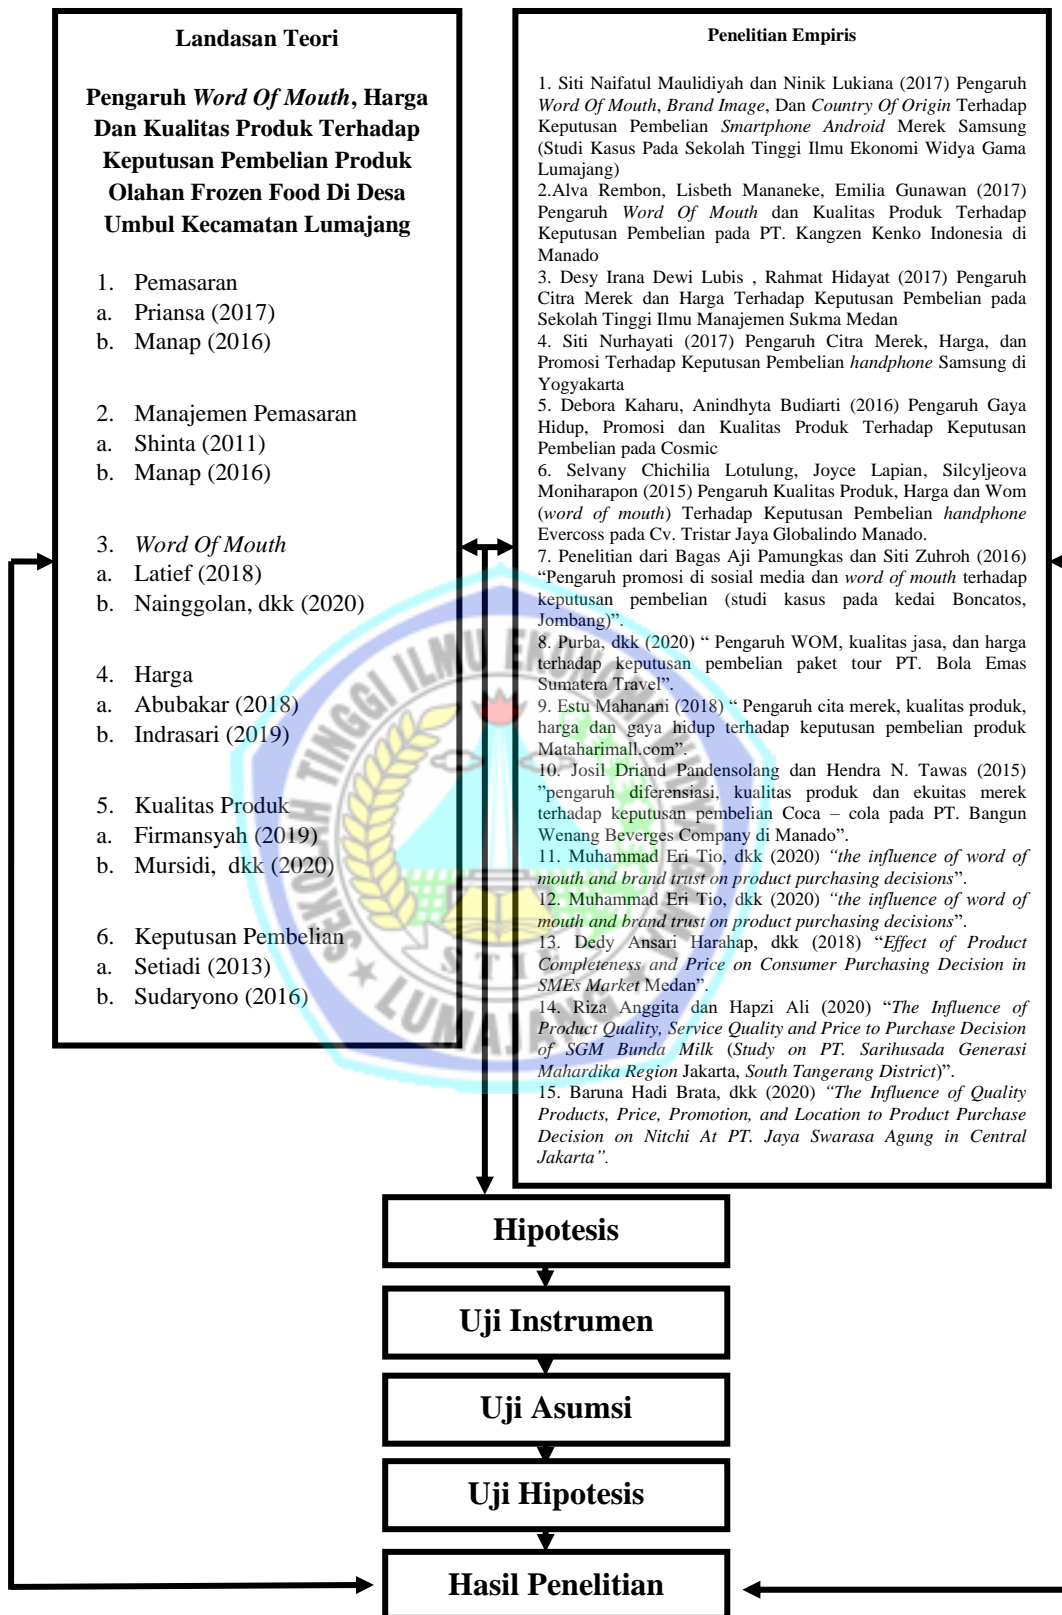 Landasan Teori
Pengaruh Word Of Mouth, Harga
Dan Kualitas Produk Terhadap
Keputusan Pembelian Produk
Olahan Frozen Food Di Desa
Umbul Kecamatan Lumajang
1. Pemasaran
a. Priansa (2017)
b. Manap (2016)
2. Manajemen Pemasaran
a. Shinta (2011)
b. Manap (2016)
3. Word Of Mouth
a. Latief (2018)
b. Nainggolan, dkk (2020)
4. Harga
a. Abubakar (2018)
b. Indrasari (2019)
5. Kualitas Produk
a. Firmansyah (2019)
b. Mursidi, dkk (2020)
6. Keputusan Pembelian
a. Setiadi (2013)
b. Sudaryono (2016)
Penelitian Empiris
1. Siti Naifatul Maulidiyah dan Ninik Lukiana (2017) Pengaruh
Word Of Mouth, Brand Image, Dan Country Of Origin Terhadap
Keputusan Pembelian Smartphone Android Merek Samsung
(Studi Kasus Pada Sekolah Tinggi Ilmu Ekonomi Widya Gama
Lumajang)
2.Alva Rembon, Lisbeth Mananeke, Emilia Gunawan (2017)
Pengaruh Word Of Mouth dan Kualitas Produk Terhadap
Keputusan Pembelian pada PT. Kangzen Kenko Indonesia di
Manado
3. Desy Irana Dewi Lubis , Rahmat Hidayat (2017) Pengaruh
Citra Merek dan Harga Terhadap Keputusan Pembelian pada
Sekolah Tinggi Ilmu Manajemen Sukma Medan
4. Siti Nurhayati (2017) Pengaruh Citra Merek, Harga, dan
Promosi Terhadap Keputusan Pembelian handphone Samsung di
Yogyakarta
5. Debora Kaharu, Anindhyta Budiarti (2016) Pengaruh Gaya
Hidup, Promosi dan Kualitas Produk Terhadap Keputusan
Pembelian pada Cosmic
6. Selvany Chichilia Lotulung, Joyce Lapian, Silcyljeova
Moniharapon (2015) Pengaruh Kualitas Produk, Harga dan Wom
(word of mouth) Terhadap Keputusan Pembelian handphone
Evercoss pada Cv. Tristar Jaya Globalindo Manado.
7. Penelitian dari Bagas Aji Pamungkas dan Siti Zuhroh (2016)
“Pengaruh promosi di sosial media dan word of mouth terhadap
keputusan pembelian (studi kasus pada kedai Boncatos,
Jombang)”.
8. Purba, dkk (2020) “ Pengaruh WOM, kualitas jasa, dan harga
terhadap keputusan pembelian paket tour PT. Bola Emas
Sumatera Travel”.
9. Estu Mahanani (2018) “ Pengaruh cita merek, kualitas produk,
harga dan gaya hidup terhadap keputusan pembelian produk
Mataharimall.com”.
10. Josil Driand Pandensolang dan Hendra N. Tawas (2015)
”pengaruh diferensiasi, kualitas produk dan ekuitas merek
terhadap keputusan pembelian Coca – cola pada PT. Bangun
Wenang Beverges Company di Manado”.
11. Muhammad Eri Tio, dkk (2020) “the influence of word of
mouth and brand trust on product purchasing decisions”.
12. Muhammad Eri Tio, dkk (2020) “the influence of word of
mouth and brand trust on product purchasing decisions”.
13. Dedy Ansari Harahap, dkk (2018) “Effect of Product
Completeness and Price on Consumer Purchasing Decision in
SMEs Market Medan”.
14. Riza Anggita dan Hapzi Ali (2020) “The Influence of
Product Quality, Service Quality and Price to Purchase Decision
of SGM Bunda Milk (Study on PT. Sarihusada Generasi
Mahardika Region Jakarta, South Tangerang District)”.
15. Baruna Hadi Brata, dkk (2020) “The Influence of Quality
Products, Price, Promotion, and Location to Product Purchase
Decision on Nitchi At PT. Jaya Swarasa Agung in Central
Jakarta”.
SEKOLAH TINGGI ILMU EKONOMI WIDYA GAMA
LUMAJANG
Hipotesis
Uji Instrumen
Uji Asumsi
Uji Hipotesis
Hasil Penelitian